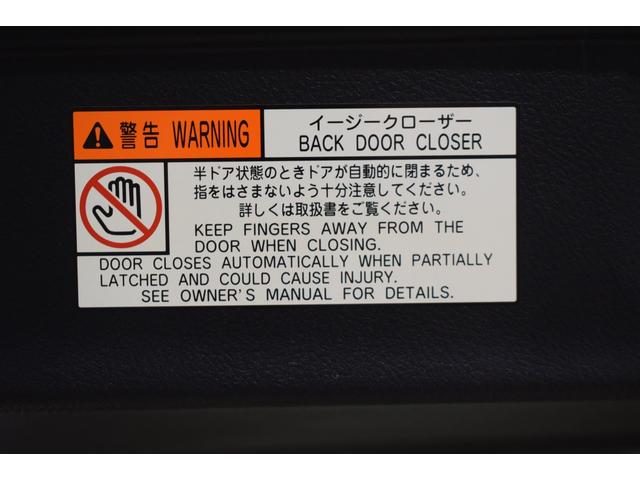 警告 WARNING
イージークローザー
BACK DOOR CLOSER
半ドア状態のときドアが自動的に閉まるため、
指をはさまないよう十分注意してください。
詳しくは取扱書をご覧ください。
KEEP FINGERS AWAY FROM THE
DOOR WHEN CLOSING.
DOOR CLOSES AUTOMATICALLY WHEN PARTIALLY
LATCHED AND COULD CAUSE INJURY.
SEE OWNER'S MANUAL FOR DETAILS.